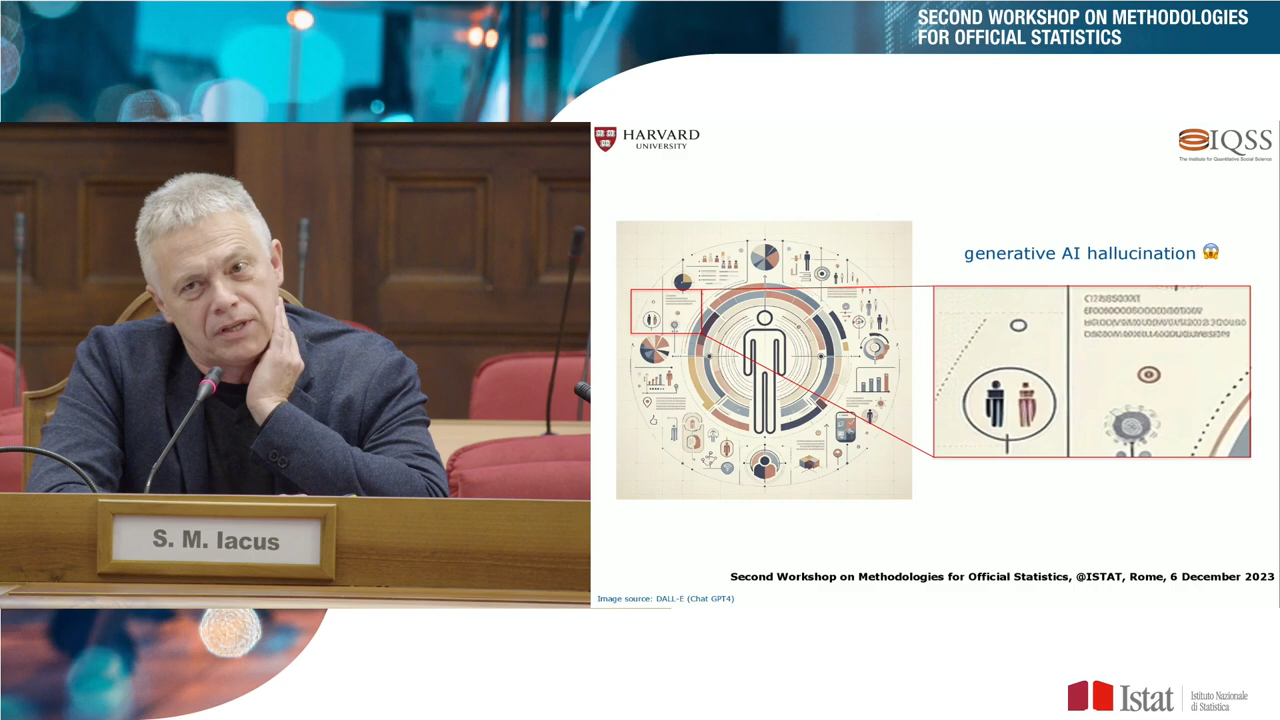 SECOND WORKSHOP ON METHODOLOGIES
FOR OFFICIAL STATISTICS
HARVARD
UNIVERSITY
IQSS
The Institute for Quantitative Social Science
generative AI hallucination 😱
S. M. Iacus
Second Workshop on Methodologies for Official Statistics, @ISTAT, Rome, 6 December 2023
Image source: DALL-E (Chat GPT4)
Istat
Istituto Nazionale
di Statistica